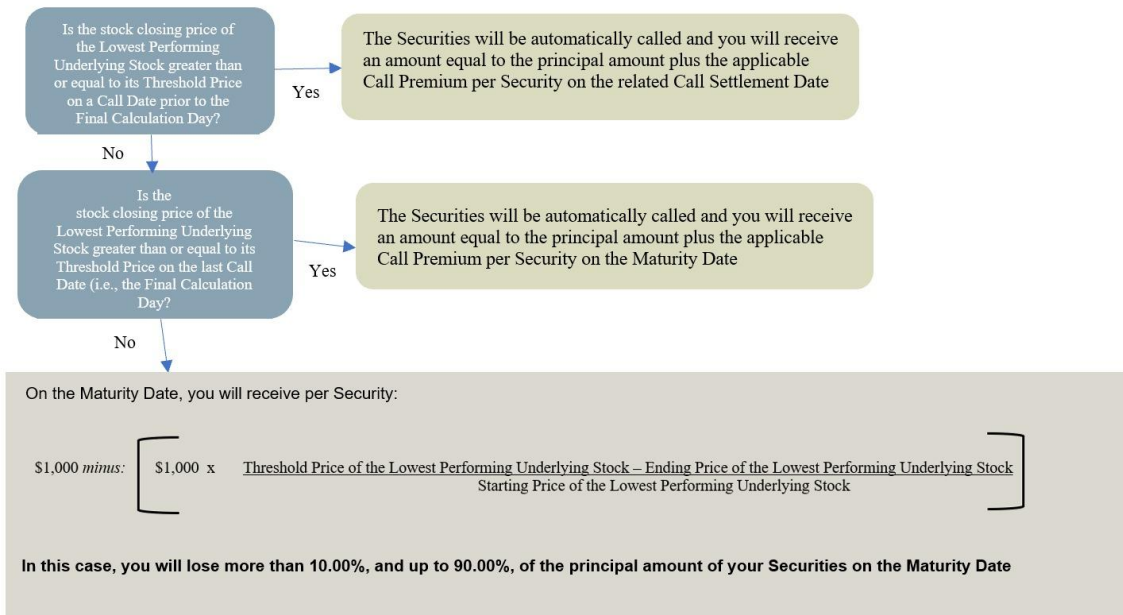 Is the stock closing price of
the Lowest Performing
Underlying Stock greater than
or equal to its Threshold Price
on a Call Date prior to the
Final Calculation Day?
Yes
The Securities will be automatically called and you will receive
an amount equal to the principal amount plus the applicable
Call Premium per Security on the related Call Settlement Date
No
Is the
stock closing price of the
Lowest Performing Underlying
Stock greater than or equal to its
Threshold Price on the last Call
Date (i.e., the Final Calculation
Day?
Yes
The Securities will be automatically called and you will receive
an amount equal to the principal amount plus the applicable
Call Premium per Security on the Maturity Date
No
On the Maturity Date, you will receive per Security:
$1,000 minus: $1,000 x Threshold Price of the Lowest Performing Underlying Stock – Ending Price of the Lowest Performing Underlying Stock
Starting Price of the Lowest Performing Underlying Stock
In this case, you will lose more than 10.00%, and up to 90.00%, of the principal amount of your Securities on the Maturity Date